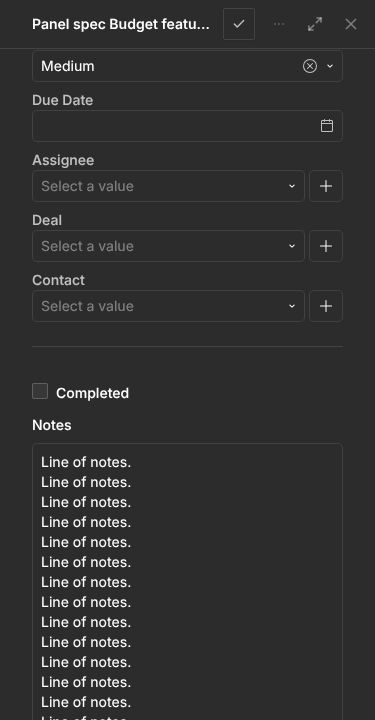 Panel spec Budget featu...
Medium
Due Date
Assignee
Select a value
Deal
Select a value
Contact
Select a value
Completed
Notes
Line of notes.
Line of notes.
Line of notes.
Line of notes.
Line of notes.
Line of notes.
Line of notes.
Line of notes.
Line of notes.
Line of notes.
Line of notes.
Line of notes.
Line of notes.
Line of notes.